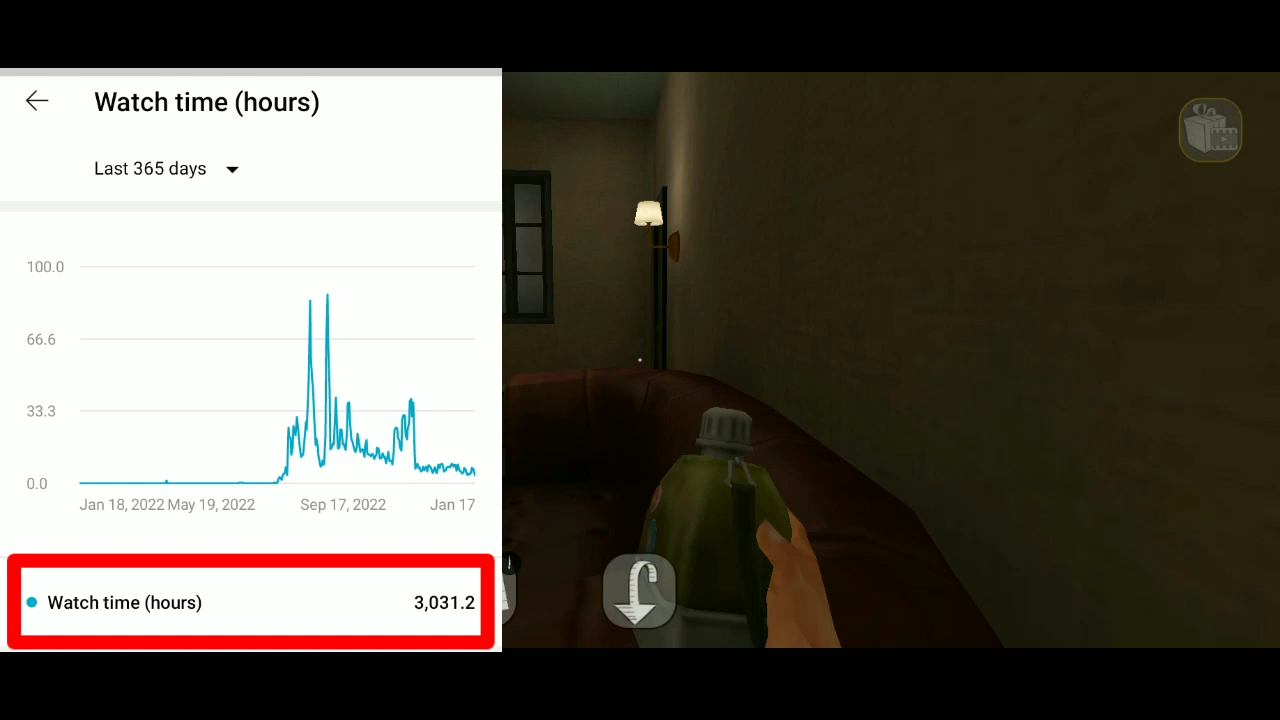 Watch time (hours)
Last 365 days
100.0
66.6
33.3
0.0
Jan 18, 2022 May 19, 2022 Sep 17, 2022 Jan 17
Watch time (hours) 3,031.2